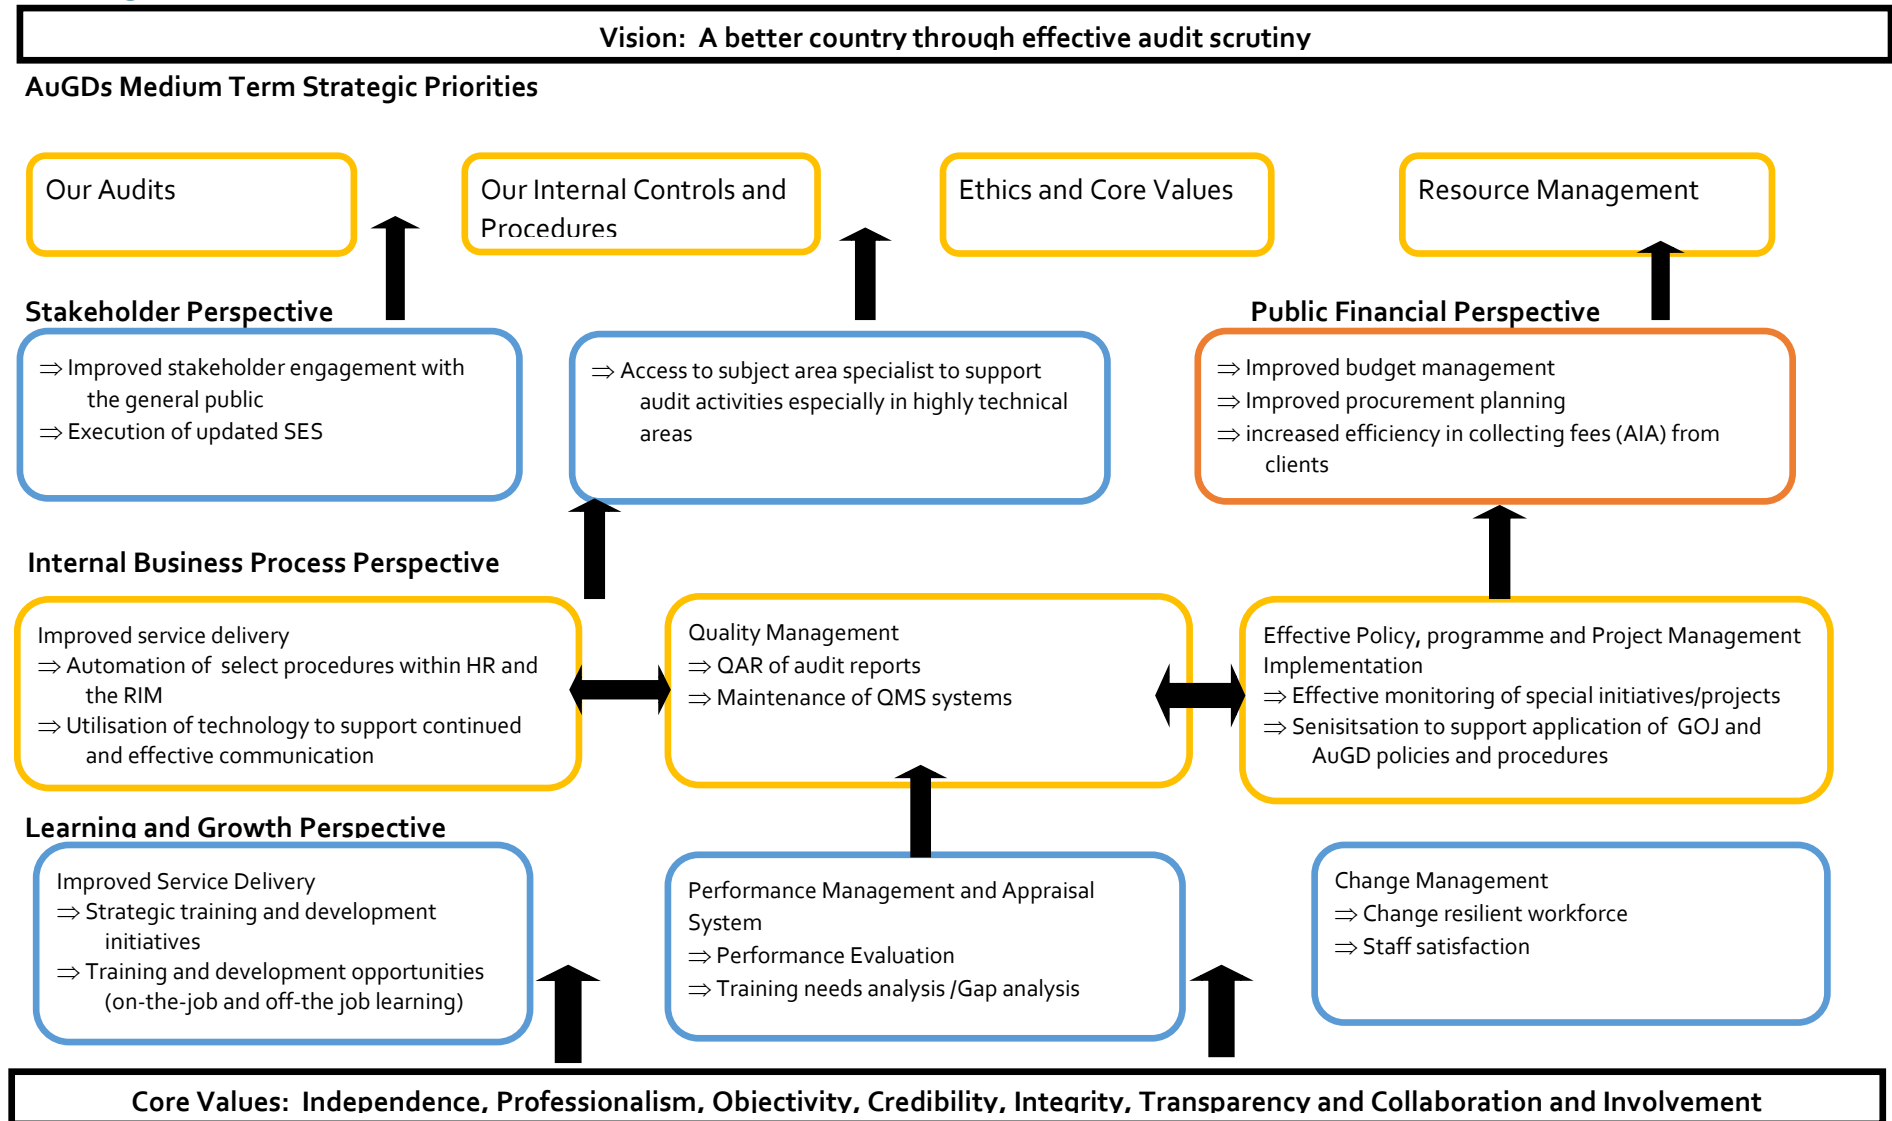 Vision: A better country through effective audit scrutiny
AuGDs Medium Term Strategic Priorities
Our Audits
Our Internal Controls and
Procedures
Ethics and Core Values
Resource Management
Stakeholder Perspective
Public Financial Perspective
⇒ Improved stakeholder engagement with
the general public
⇒ Execution of updated SES
⇒ Access to subject area specialist to support
audit activities especially in highly technical
areas
⇒ Improved budget management
⇒ Improved procurement planning
⇒ increased efficiency in collecting fees (AIA) from
clients
Internal Business Process Perspective
Improved service delivery
⇒ Automation of select procedures within HR and
the RIM
⇒ Utilisation of technology to support continued
and effective communication
Quality Management
⇒ QAR of audit reports
⇒ Maintenance of QMS systems
Effective Policy, programme and Project Management
Implementation
⇒ Effective monitoring of special initiatives/projects
⇒ Senisitsation to support application of GOJ and
AuGD policies and procedures
Learning and Growth Perspective
Improved Service Delivery
⇒ Strategic training and development
initiatives
⇒ Training and development opportunities
(on-the-job and off-the job learning)
Performance Management and Appraisal
System
⇒ Performance Evaluation
⇒ Training needs analysis /Gap analysis
Change Management
⇒ Change resilient workforce
⇒ Staff satisfaction
Core Values: Independence, Professionalism, Objectivity, Credibility, Integrity, Transparency and Collaboration and Involvement